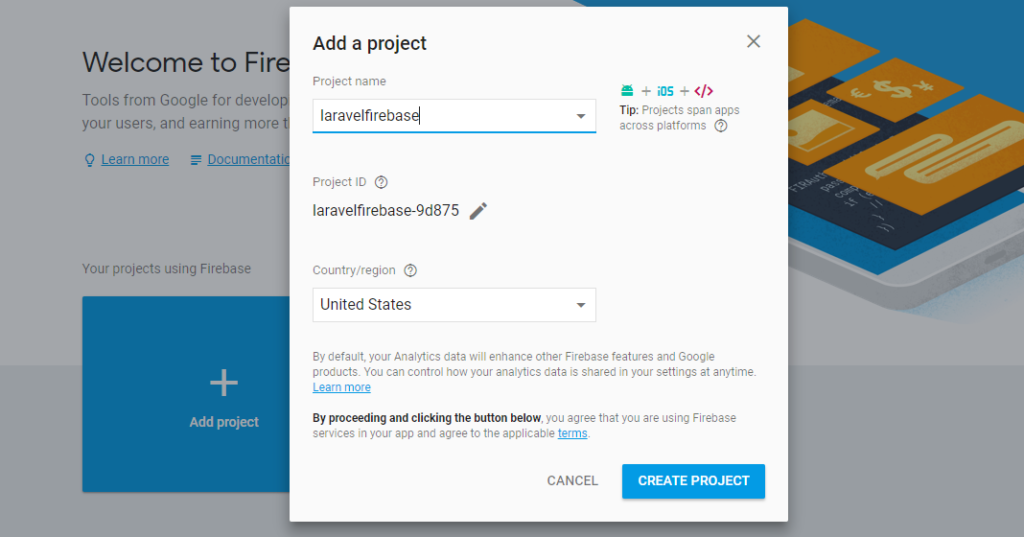 Add a project
Welcome to Fire
Tools from Google for develop
your users, and earning more t
Learn more
Documentatio
Project name
laravelfirebase
+ iOS + </>
Tip: Projects span apps
across platforms
Project ID
laravelfirebase-9d875
Country/region
United States
Your projects using Firebase
Add project
By default, your Analytics data will enhance other Firebase features and Google
products. You can control how your analytics data is shared in your settings at anytime.
Learn more
By proceeding and clicking the button below, you agree that you are using Firebase
services in your app and agree to the applicable terms.
CANCEL
CREATE PROJECT